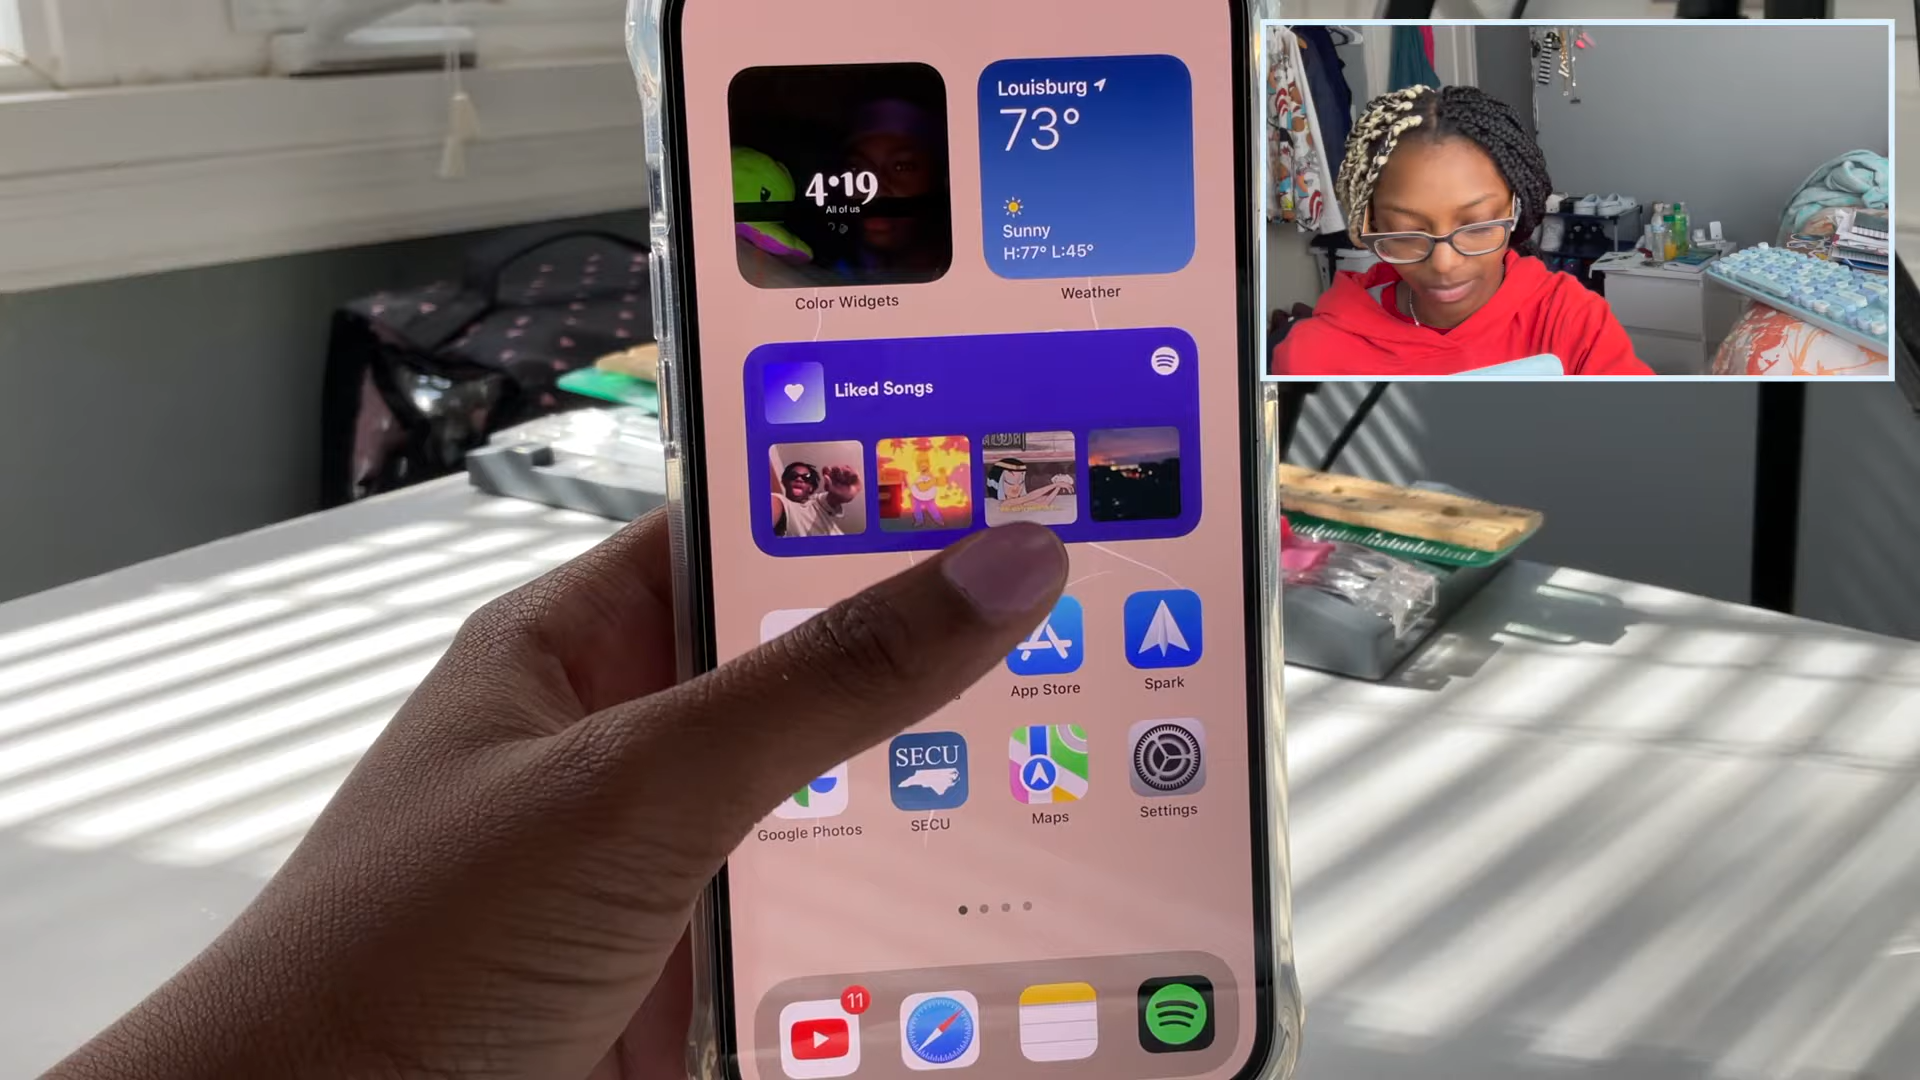 4•19
All of us
Color Widgets
Louisburg
73°
Sunny
H:77° L:45°
Weather
Liked Songs
App Store
Spark
SECU
Google Photos
SECU
Maps
Settings
11